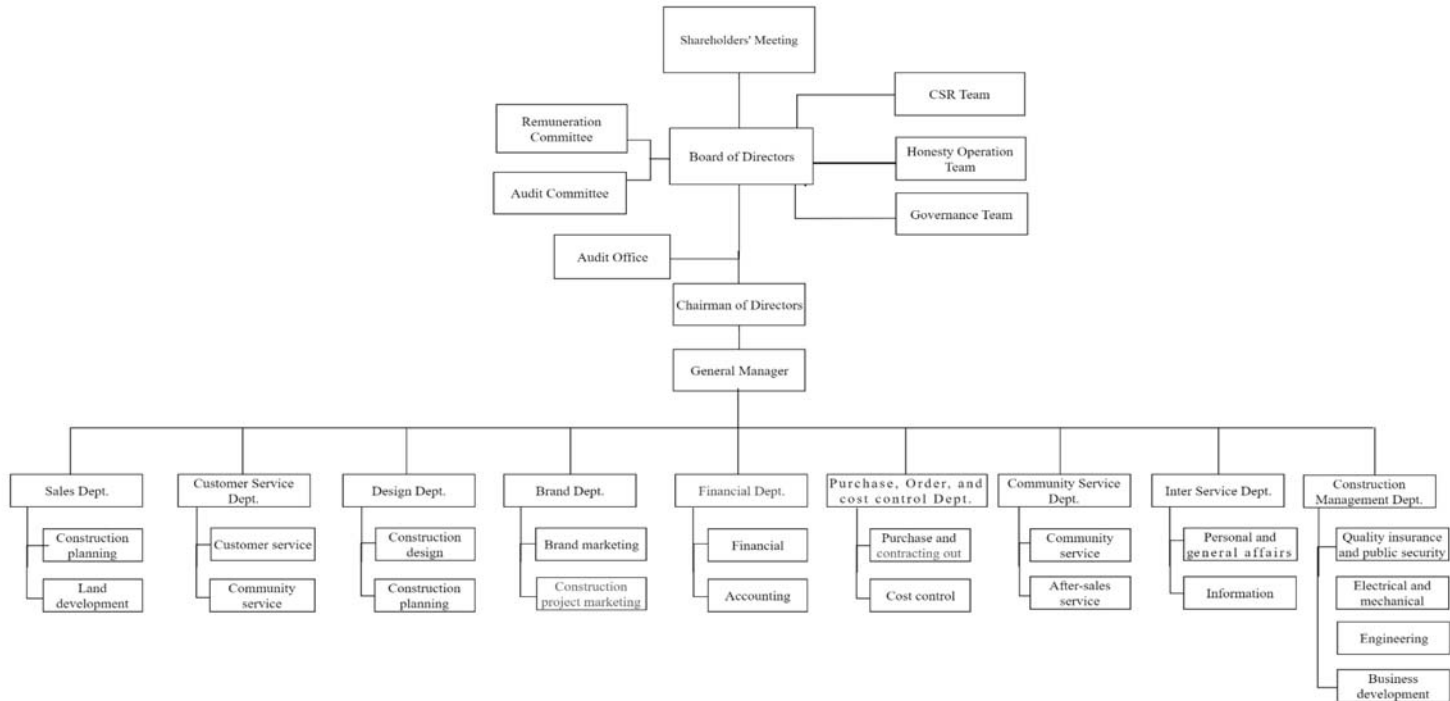 Shareholders' Meeting
CSR Team
Remuneration
Committee
Board of Directors
Honesty Operation
Team
Audit Committee
Governance Team
Audit Office
Chairman of Directors
General Manager
Sales Dept.
Customer Service
Dept.
Design Dept.
Brand Dept.
Financial Dept.
Purchase, Order, and
cost control Dept.
Community Service
Dept.
Inter Service Dept.
Construction
Management Dept.
Construction
planning
Customer service
Construction
design
Brand marketing
Financial
Purchase and
contracting out
Community
service
Personal and
general affairs
Quality insurance
and public security
Land
development
Community
service
Construction
planning
Construction
project marketing
Accounting
Cost control
After-sales
service
Information
Electrical and
mechanical
Engineering
Business
development